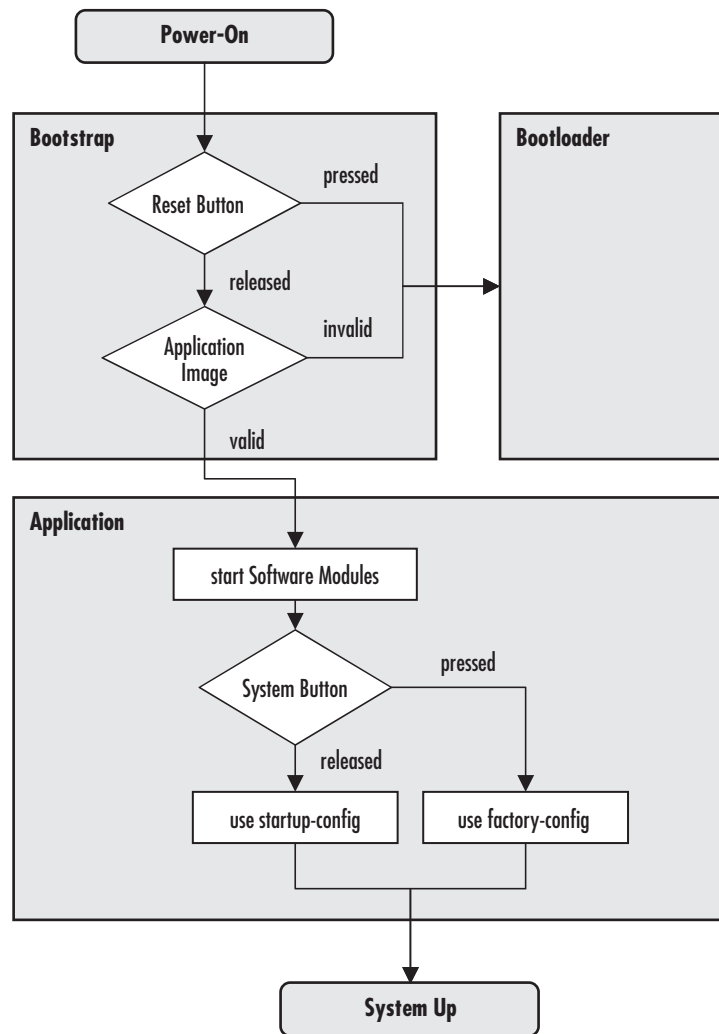 Power-On
Bootstrap
Bootloader
pressed
Reset Button
released
invalid
Application
Image
valid
Application
start Software Modules
pressed
System Button
released
use startup-config
use factory-config
System Up